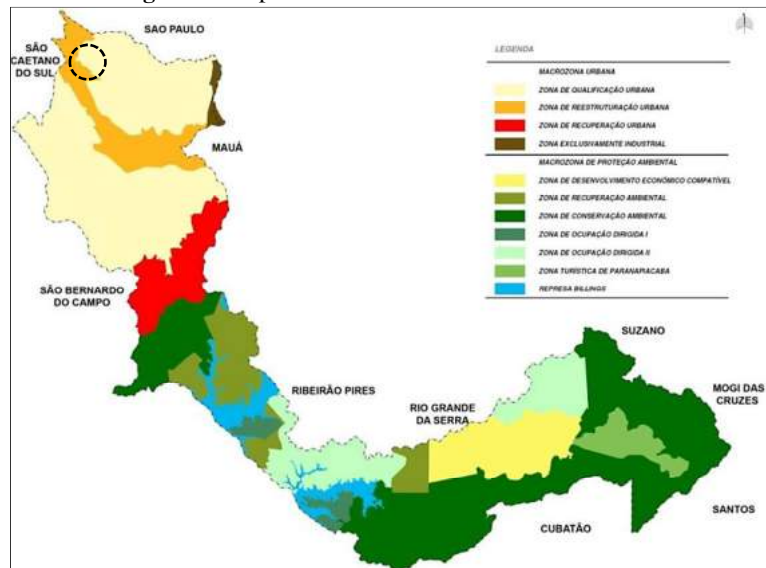 SAO PAULO
SÃO
CAETANO
DO SUL
MAUÁ
SÃO BERNARDO
DO CAMPO
RIBEIRÃO PIRES
RIO GRANDE
DA SERRA
SUZANO
MOGI DAS
CRUZES
SANTOS
CUBATÃO
LEGENDA
MACROZONA URBANA
ZONA DE QUALIFICAÇÃO URBANA
ZONA DE REESTRUTURAÇÃO URBANA
ZONA DE RECUPERAÇÃO URBANA
ZONA EXCLUSIVAMENTE INDUSTRIAL
MACROZONA DE PROTEÇÃO AMBIENTAL
ZONA DE DESENVOLVIMENTO ECONÔMICO COMPATÍVEL
ZONA DE RECUPERAÇÃO AMBIENTAL
ZONA DE CONSERVAÇÃO AMBIENTAL
ZONA DE OCUPAÇÃO DIRIGIDA I
ZONA DE OCUPAÇÃO DIRIGIDA II
ZONA TURÍSTICA DE PARANAPIACABA
REPRESA BILLINGS